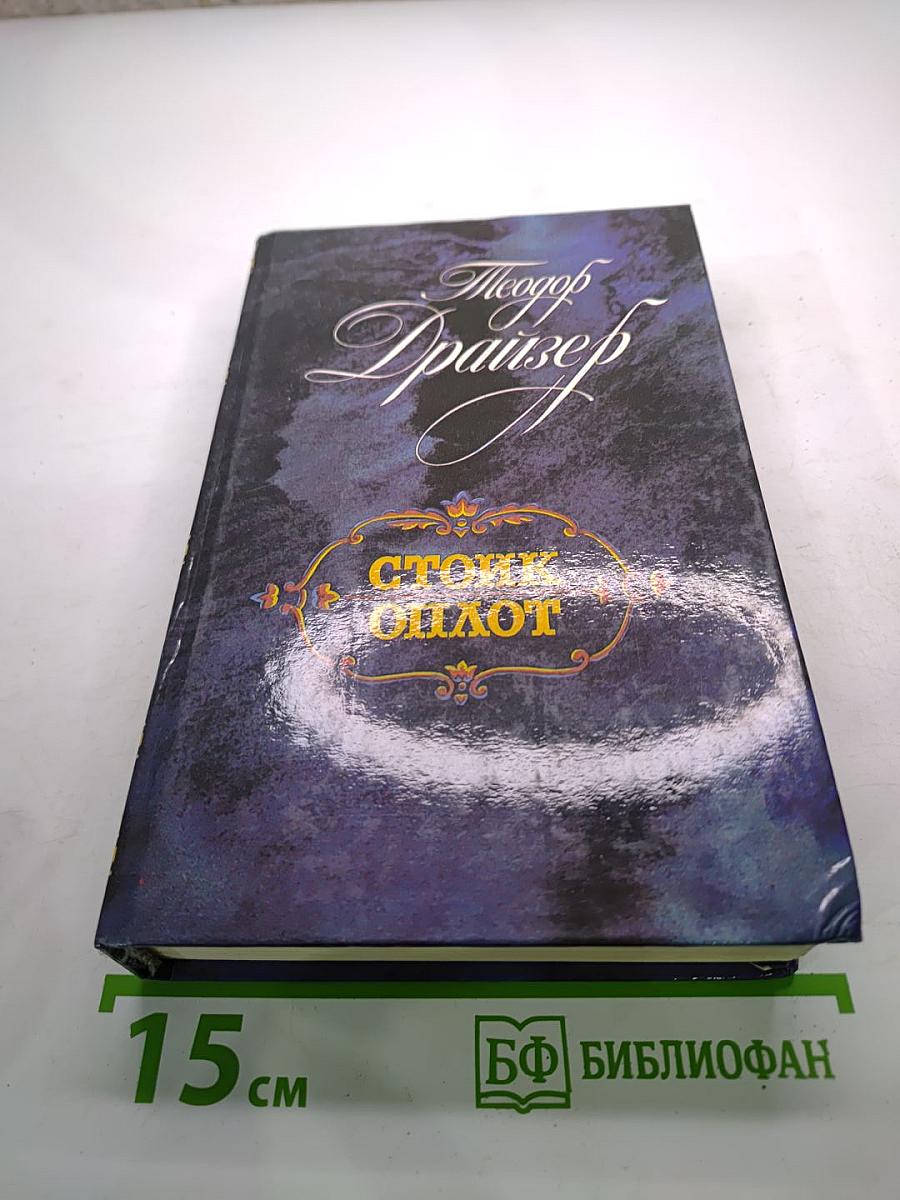 Теодор
Драйзер
СТОИК
ОПЛОТ
15 см
БФ БИБЛИОФАН